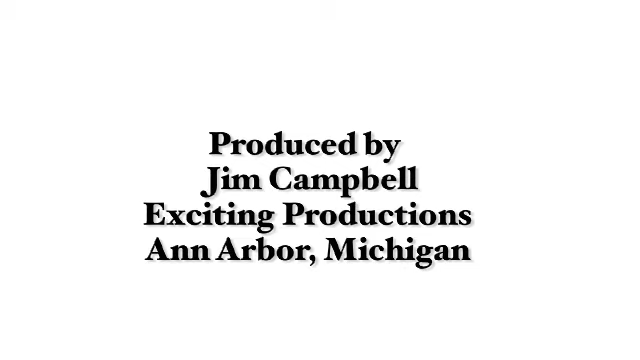 Produced by
Jim Campbell
Exciting Productions
Ann Arbor, Michigan